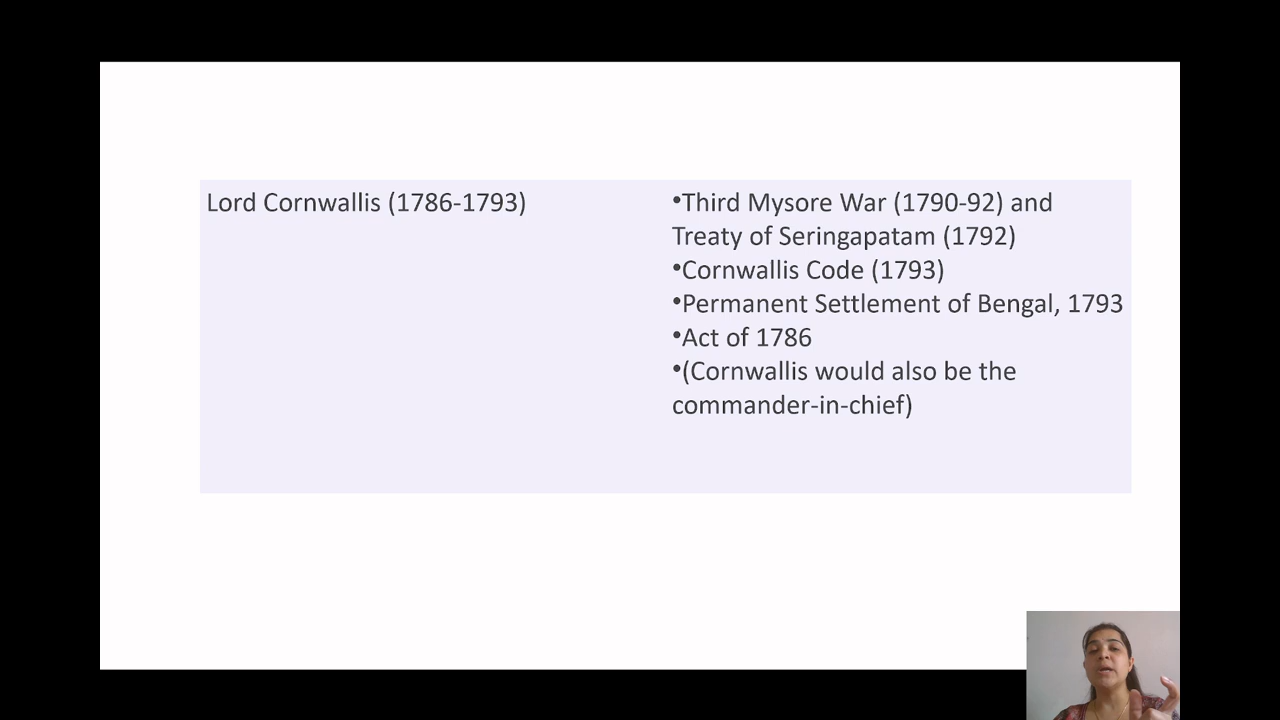 Lord Cornwallis (1786-1793)
•Third Mysore War (1790-92) and
Treaty of Seringapatam (1792)
•Cornwallis Code (1793)
•Permanent Settlement of Bengal, 1793
•Act of 1786
•(Cornwallis would also be the
commander-in-chief)